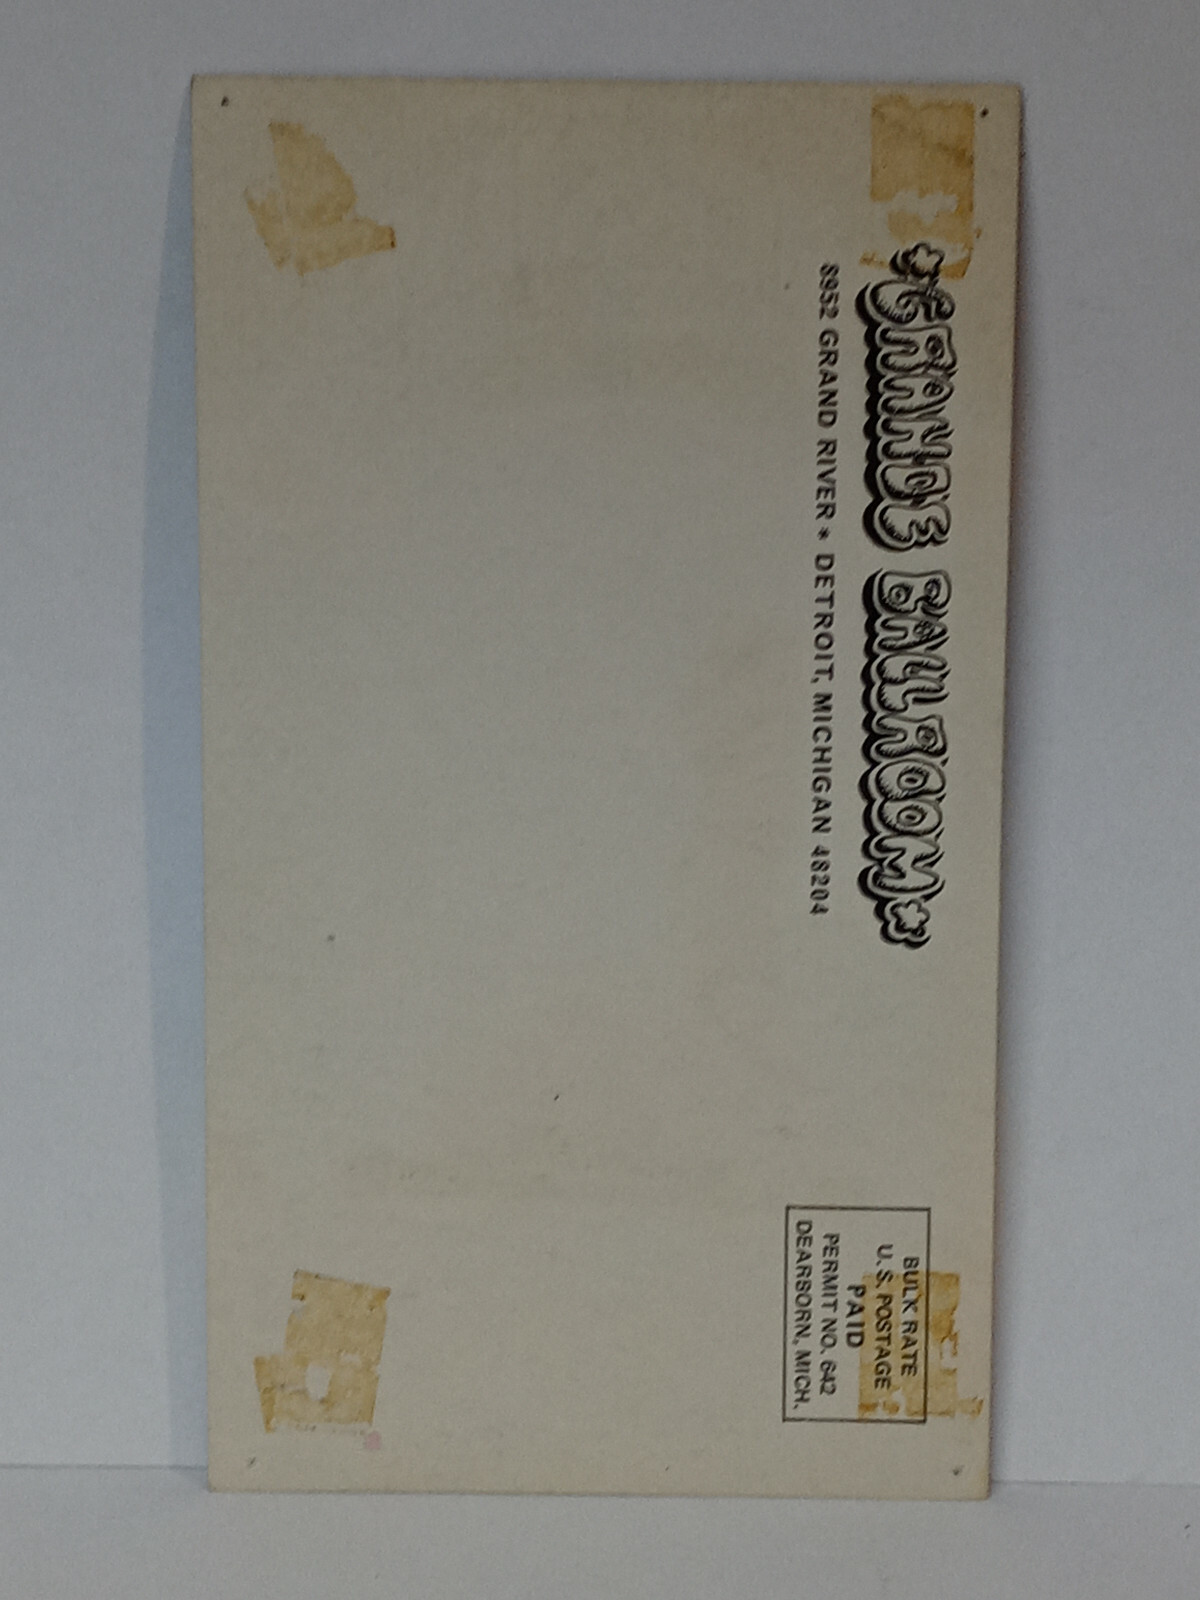 GRANDE BALLROOM
8952 GRAND RIVER * DETROIT, MICHIGAN 48204
BULK RATE
U. S. POSTAGE
PAID
PERMIT NO. 642
DEARBORN, MICH.